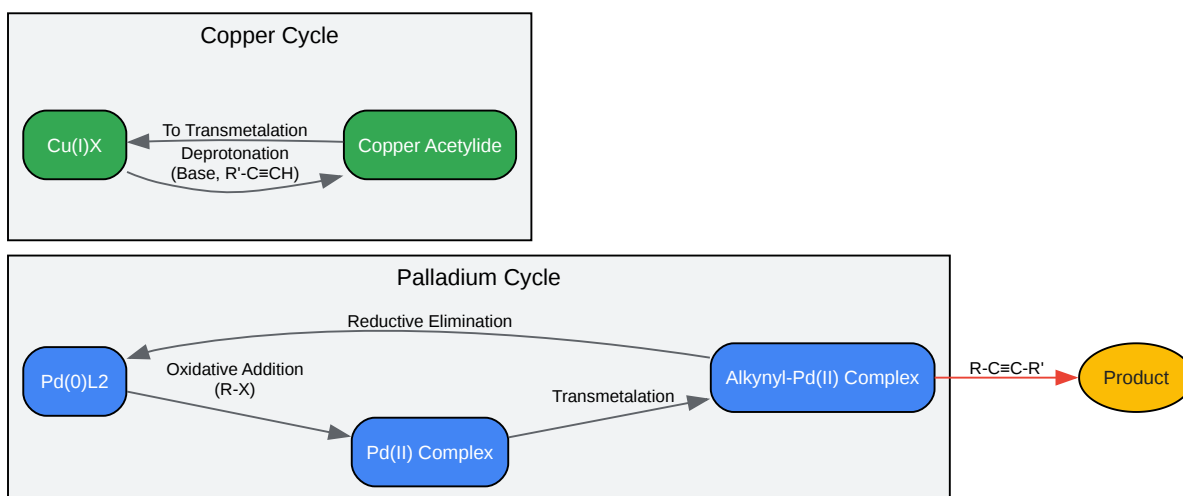 Copper Cycle
To Transmetalation
Cu(I)X
Copper Acetylide
Deprotonation
(Base, R'-C≡CH)
Palladium Cycle
Reductive Elimination
Pd(0)L2
Oxidative Addition
(R-X)
Alkynyl-Pd(II) Complex
R-C≡C-R'
Product
Transmetalation
Pd(II) Complex